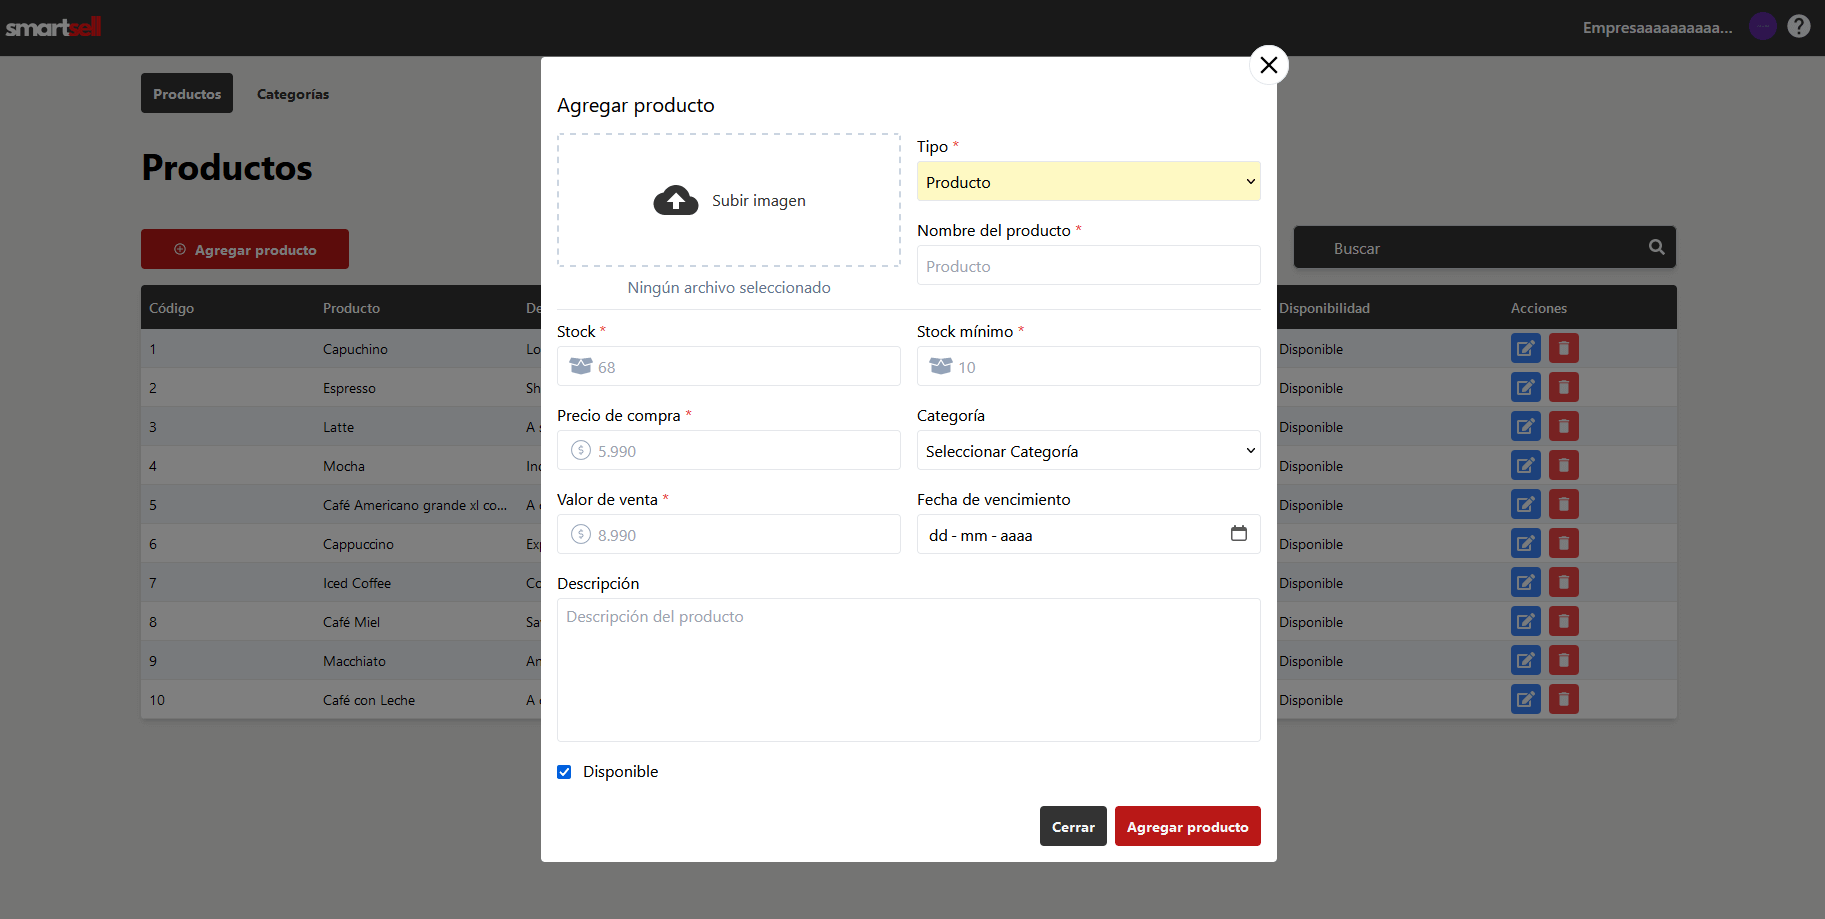 smartsell
Empresaaaaaaaaaa...
Productos
Categorías
Productos
Agregar producto
Buscar
Código
Producto
De
Disponibilidad
Acciones
1
Capuchino
Lo
Disponible
2
Espresso
Sh
Disponible
3
Latte
A
Disponible
4
Mocha
Disponible
5
Café Americano grande xl co...
A
Disponible
6
Cappuccino
Disponible
7
Iced Coffee
Disponible
8
Café Miel
Disponible
9
Macchiato
Disponible
10
Café con Leche
A
Disponible
Agregar producto
Subir imagen
Ningún archivo seleccionado
Tipo *
Producto
Nombre del producto *
Producto
Stock *
68
Stock mínimo *
10
Precio de compra *
5.990
Categoría
Seleccionar Categoría
Valor de venta *
8.990
Fecha de vencimiento
dd - mm - aaaa
Descripción
Descripción del producto
Disponible
Cerrar
Agregar producto